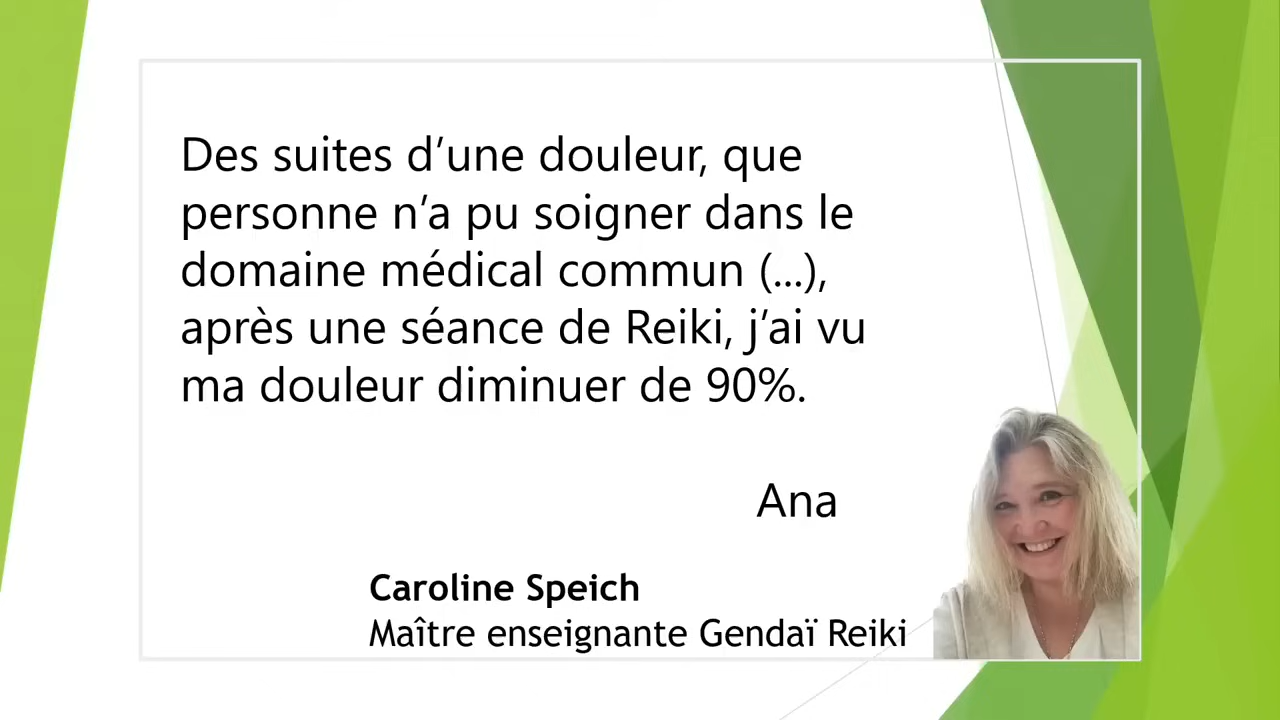 Des suites d’une douleur, que
personne n’a pu soigner dans le
domaine médical commun (...),
après une séance de Reiki, j’ai vu
ma douleur diminuer de 90%.
Ana
Caroline Speich
Maître enseignante Gendaï Reiki